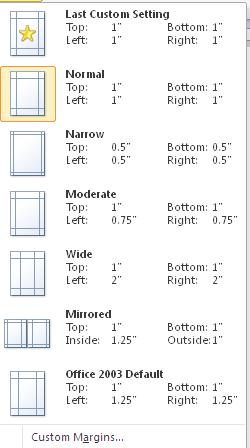 Last Custom Setting
Top: 1" Bottom: 1"
Left: 1" Right: 1"
Normal
Top: 1" Bottom: 1"
Left: 1" Right: 1"
Narrow
Top: 0.5" Bottom: 0.5"
Left: 0.5" Right: 0.5"
Moderate
Top: 1" Bottom: 1"
Left: 0.75" Right: 0.75"
Wide
Top: 1" Bottom: 1"
Left: 2" Right: 2"
Mirrored
Top: 1" Bottom: 1"
Inside: 1.25" Outside: 1"
Office 2003 Default
Top: 1" Bottom: 1"
Left: 1.25" Right: 1.25"
Custom Margins...